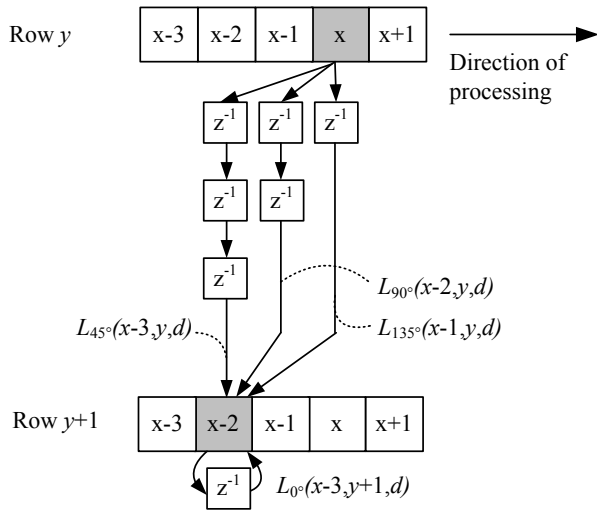 Row y
x-3 x-2 x-1 x x+1
Direction of
processing
z⁻¹ z⁻¹ z⁻¹
z⁻¹ z⁻¹
z⁻¹
L₉₀°(x-2,y,d)
L₄₅°(x-3,y,d)
L₁₃₅°(x-1,y,d)
Row y+1
x-3 x-2 x-1 x x+1
z⁻¹
L₀°(x-3,y+1,d)